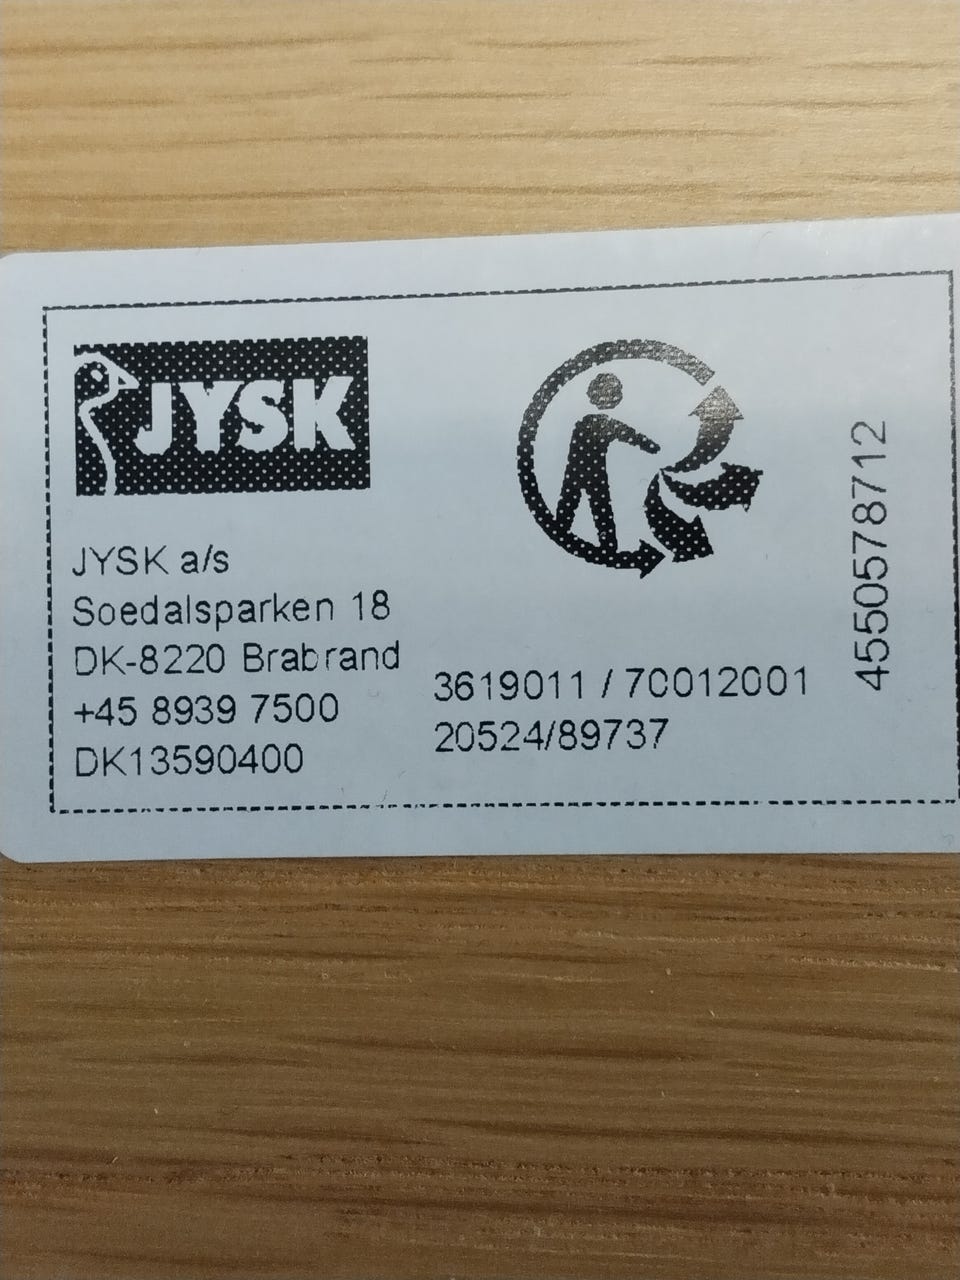 JYSK
JYSK a/s
Soedalsparken 18
DK-8220 Brabrand
+45 8939 7500
DK13590400
3619011 / 70012001
20524/89737
4550578712